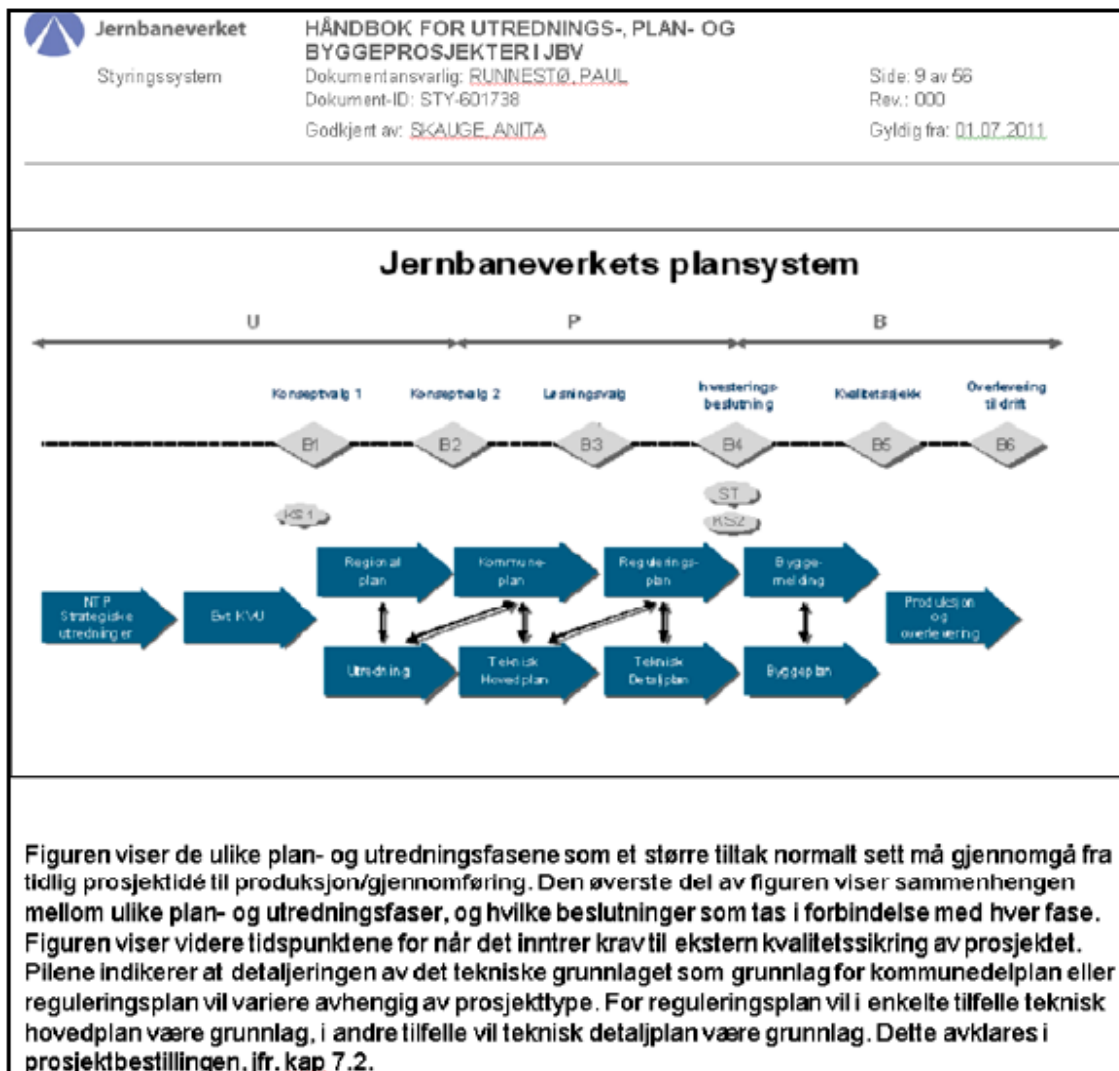 Jernbaneverket
HÅNDBOK FOR UTREDNINGS-, PLAN- OG
BYGGEPROSJEKTER I JBV
Styringssystem
Dokumentansvarlig: RUNNESTØ, PAUL
Side: 9 av 56
Dokument-ID: STY-601738
Rev.: 000
Godkjent av: SKAUGE, ANITA
Gyldig fra: 01.07.2011
Jernbaneverkets plansystem
U P B
Konseptvalg 1
Konseptvalg 2
Løsningsvalg
Investerings-
beslutning
Kvalitetssjekk
Overlevering
til drift
B1 B2 B3 B4 B5 B6
KS1
ST
KS2
Regional
plan
Kommune-
plan
Regulerings-
plan
Bygge-
melding
NTP
Strategiske
utredninger
Evt KVU
Produksjon
og
overlevering
Utredning
Teknisk
Hovedplan
Teknisk
Detaljplan
Byggeplan
Figuren viser de ulike plan- og utredningsfasene som et større tiltak normalt sett må gjennomgå fra
tidlig prosjektidé til produksjon/gjennomføring. Den øverste del av figuren viser sammenhengen
mellom ulike plan- og utredningsfaser, og hvilke beslutninger som tas i forbindelse med hver fase.
Figuren viser videre tidspunktene for når det inntrer krav til ekstern kvalitetssikring av prosjektet.
Pilene indikerer at detaljeringen av det tekniske grunnlaget som grunnlag for kommunedelplan eller
reguleringsplan vil variere avhengig av prosjekttype. For reguleringsplan vil i enkelte tilfelle teknisk
hovedplan være grunnlag, i andre tilfelle vil teknisk detaljplan være grunnlag. Dette avklares i
prosjektbestillingen, jfr. kap 7.2.